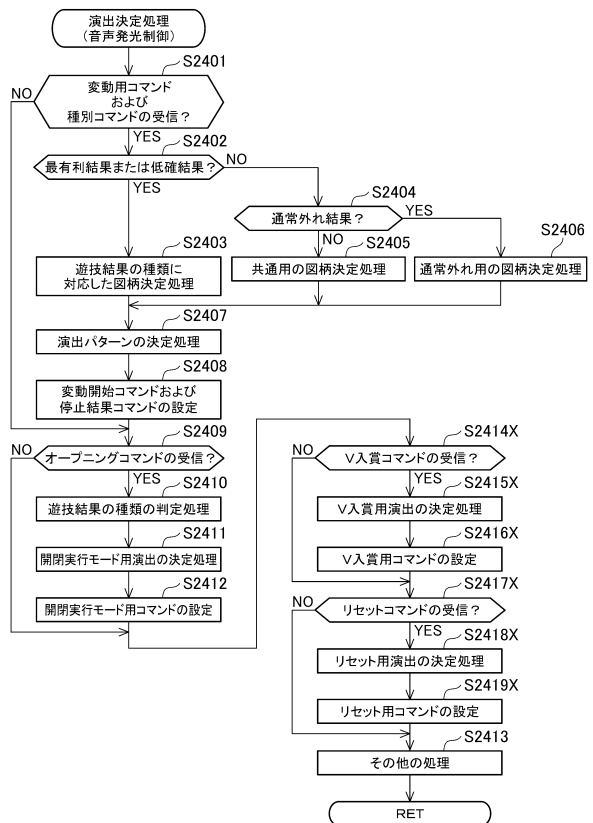 演出決定処理
(音声発光制御)
S2401
変動用コマンド
および
種別コマンドの受信？
NO
YES
S2402
最有利結果または低確結果？
NO
YES
S2404
通常外れ結果？
YES
NO
S2403
遊技結果の種類に
対応した図柄決定処理
S2405
共通用の図柄決定処理
S2406
通常外れ用の図柄決定処理
S2407
演出パターンの決定処理
S2408
変動開始コマンドおよび
停止結果コマンドの設定
S2409
オープニングコマンドの受信？
NO
YES
S2410
遊技結果の種類の判定処理
S2411
開閉実行モード用演出の決定処理
S2412
開閉実行モード用コマンドの設定
S2414X
V入賞コマンドの受信？
NO
YES
S2415X
V入賞用演出の決定処理
S2416X
V入賞用コマンドの設定
S2417X
リセットコマンドの受信？
NO
YES
S2418X
リセット用演出の決定処理
S2419X
リセット用コマンドの設定
S2413
その他の処理
RET